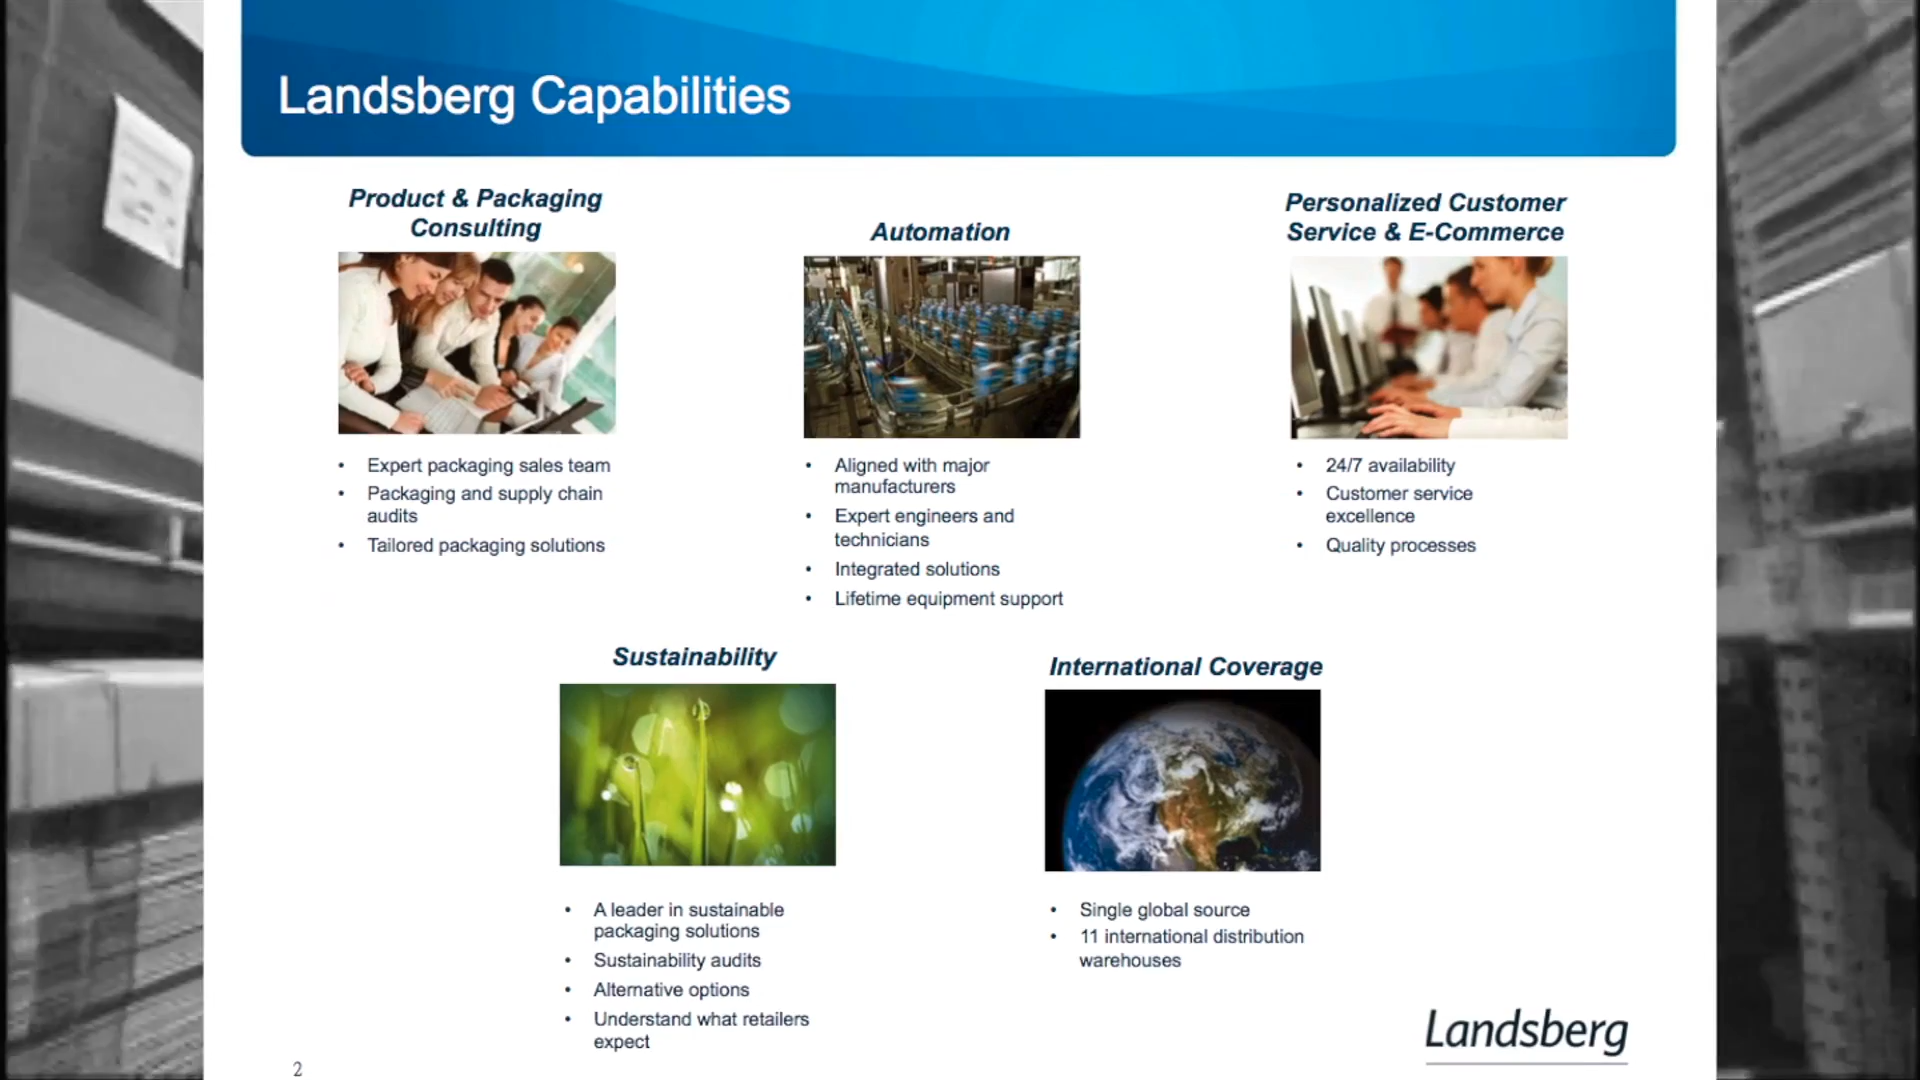 Landsberg Capabilities
Product & Packaging
Consulting
Automation
Personalized Customer
Service & E-Commerce
• Expert packaging sales team
• Packaging and supply chain
audits
• Tailored packaging solutions
• Aligned with major
manufacturers
• Expert engineers and
technicians
• Integrated solutions
• Lifetime equipment support
• 24/7 availability
• Customer service
excellence
• Quality processes
Sustainability
International Coverage
• A leader in sustainable
packaging solutions
• Sustainability audits
• Alternative options
• Understand what retailers
expect
• Single global source
• 11 international distribution
warehouses
Landsberg
2